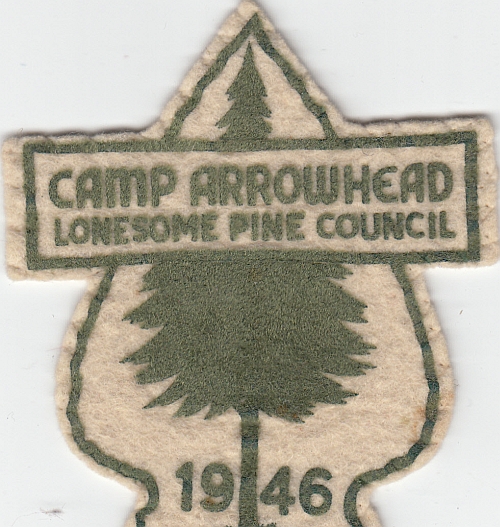 CAMP ARROWHEAD
LONESOME PINE COUNCIL
1946